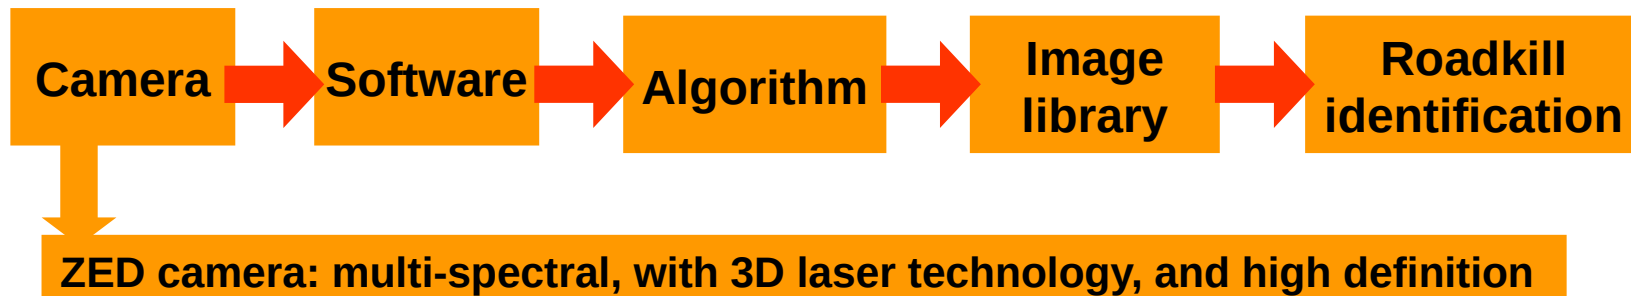 Camera
Software
Algorithm
Image
library
Roadkill
identification
ZED camera: multi-spectral, with 3D laser technology, and high definition